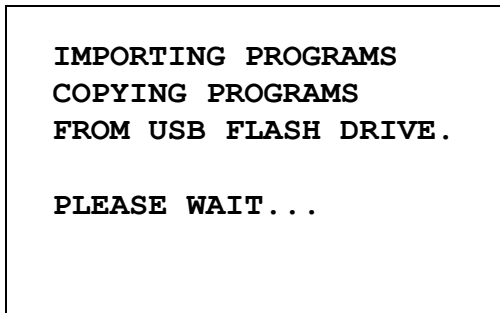 IMPORTING PROGRAMS
COPYING PROGRAMS
FROM USB FLASH DRIVE.
PLEASE WAIT...